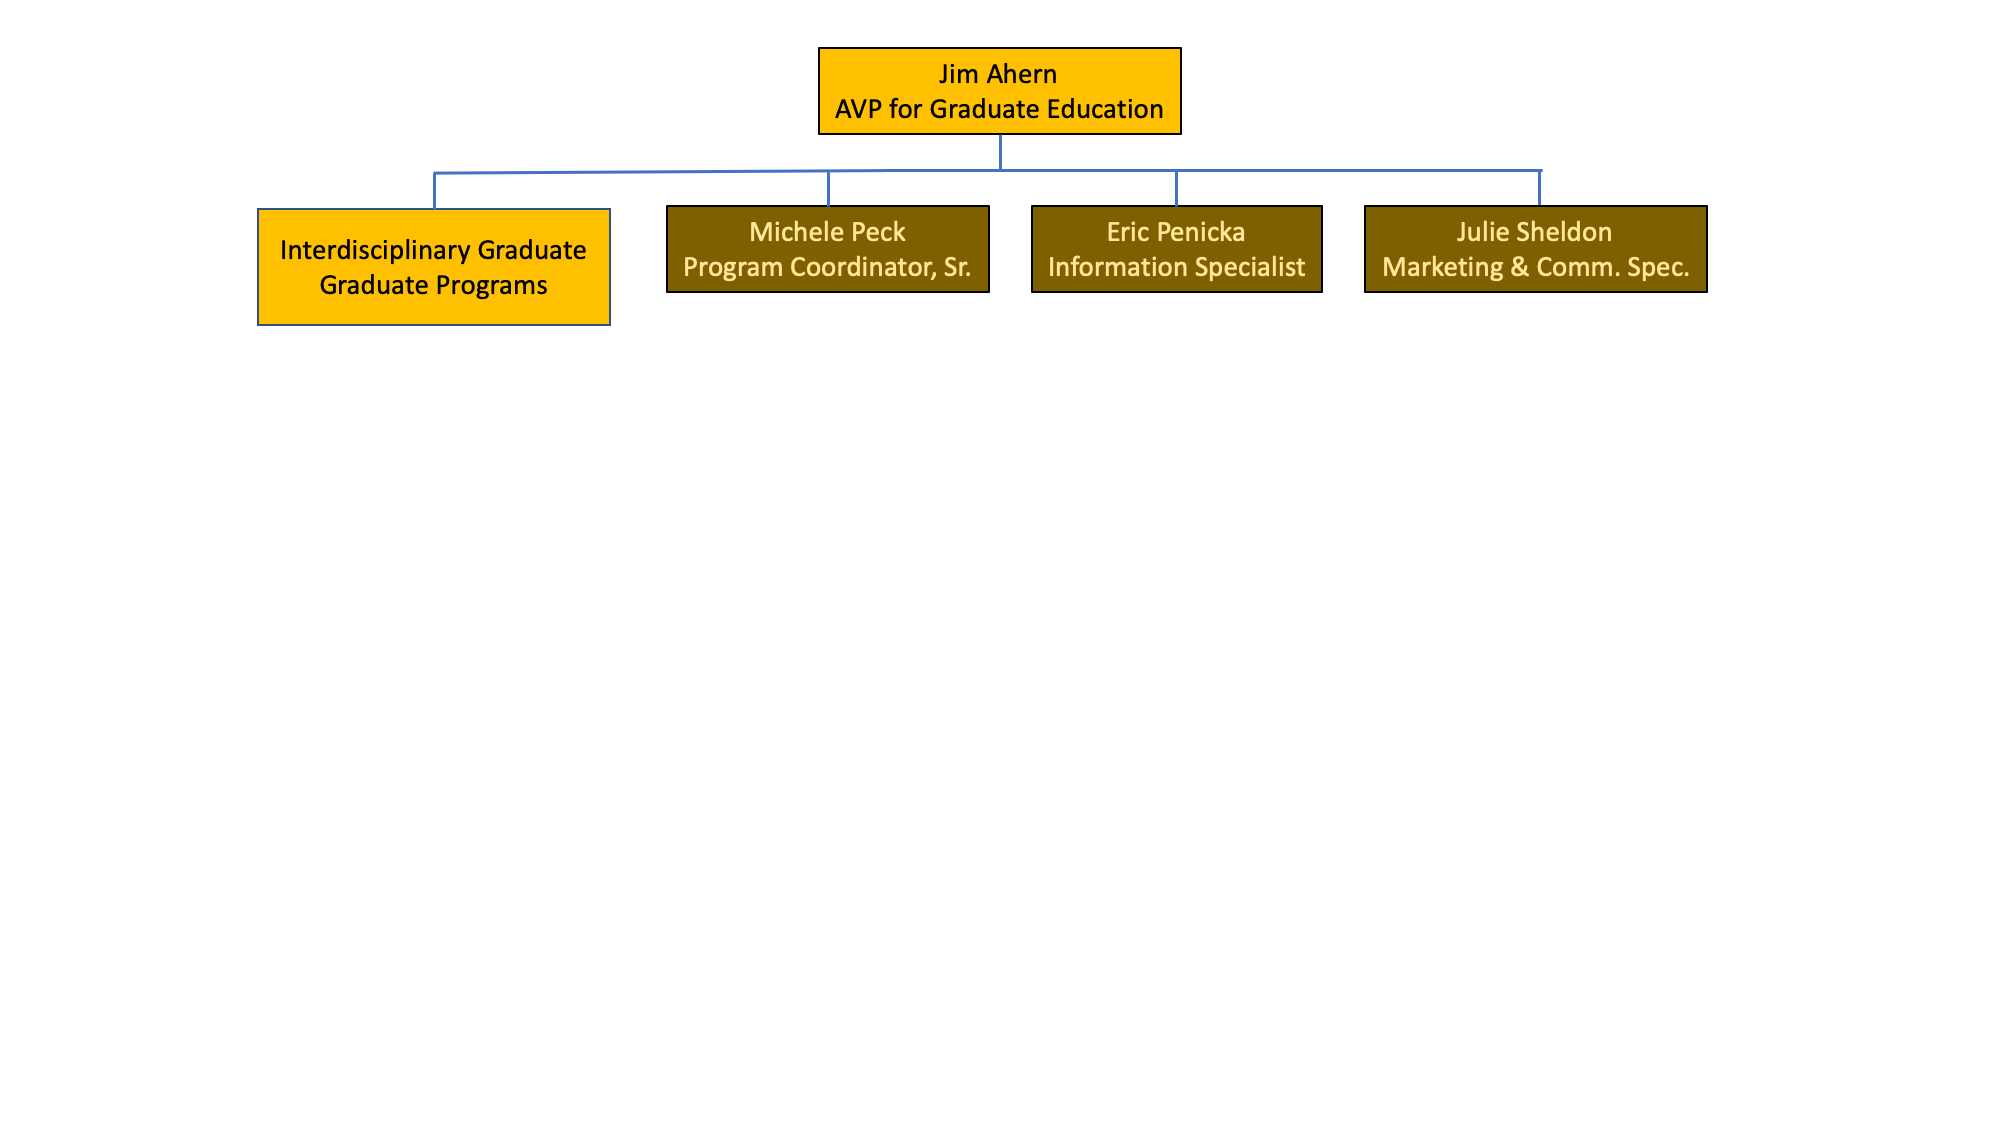 Jim Ahern
AVP for Graduate Education
Interdisciplinary Graduate
Graduate Programs
Michele Peck
Program Coordinator, Sr.
Eric Penicka
Information Specialist
Julie Sheldon
Marketing & Comm. Spec.